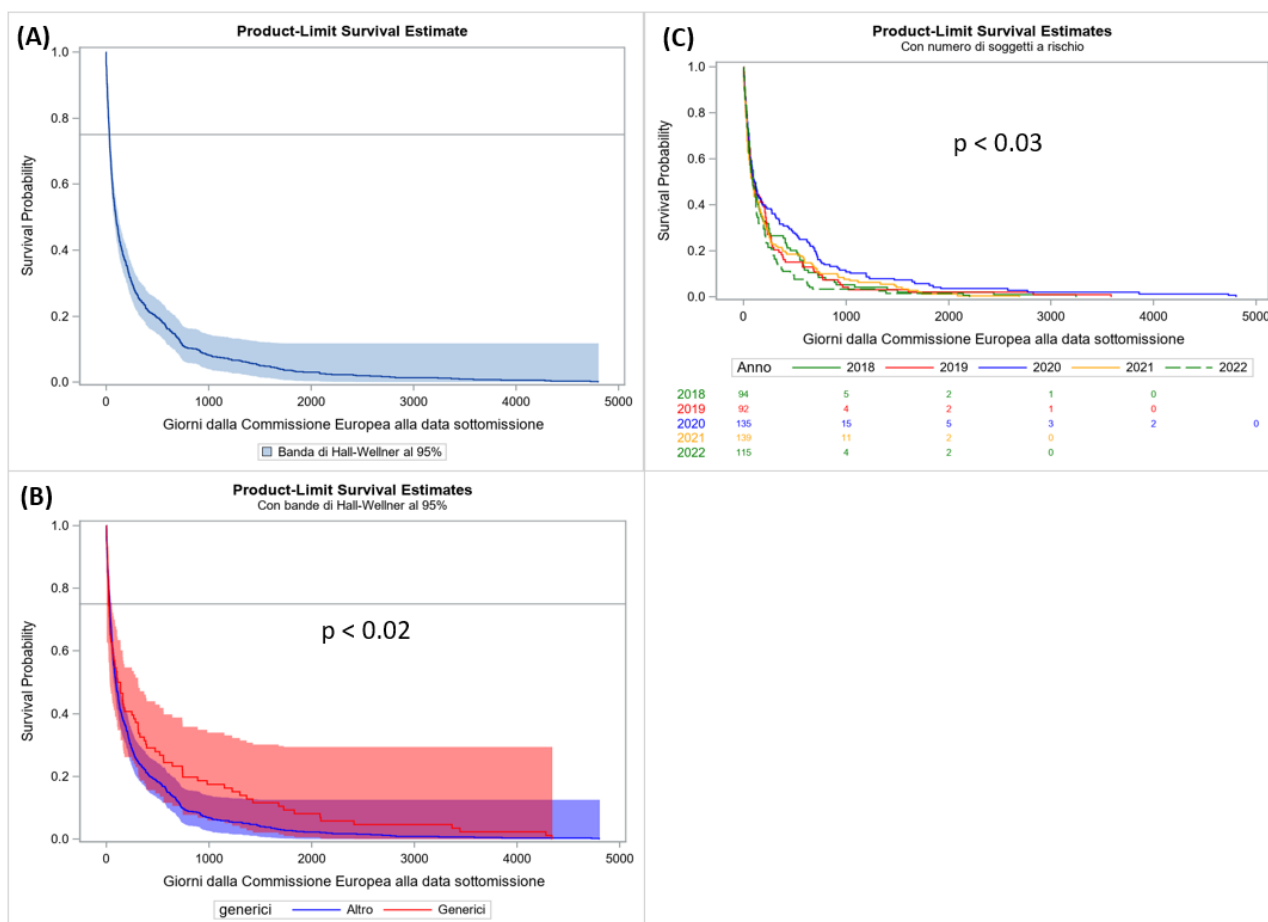 (A)
Product-Limit Survival Estimate
1.0
0.8
0.6
0.4
0.2
0.0
Survival Probability
0 1000 2000 3000 4000 5000
Giorni dalla Commissione Europea alla data sottomissione
Banda di Hall-Wellner al 95%
(B)
Product-Limit Survival Estimates
Con bande di Hall-Wellner al 95%
1.0
0.8
0.6
0.4
0.2
0.0
Survival Probability
p < 0.02
0 1000 2000 3000 4000 5000
Giorni dalla Commissione Europea alla data sottomissione
generici Altro Generici
(C)
Product-Limit Survival Estimates
Con numero di soggetti a rischio
1.0
0.8
0.6
0.4
0.2
0.0
Survival Probability
p < 0.03
0 1000 2000 3000 4000 5000
Giorni dalla Commissione Europea alla data sottomissione
Anno 2018 2019 2020 2021 2022
2018 94 5 2 1 0
2019 92 4 2 1 0
2020 135 15 5 3 2 0
2021 139 11 2 0
2022 115 4 2 0